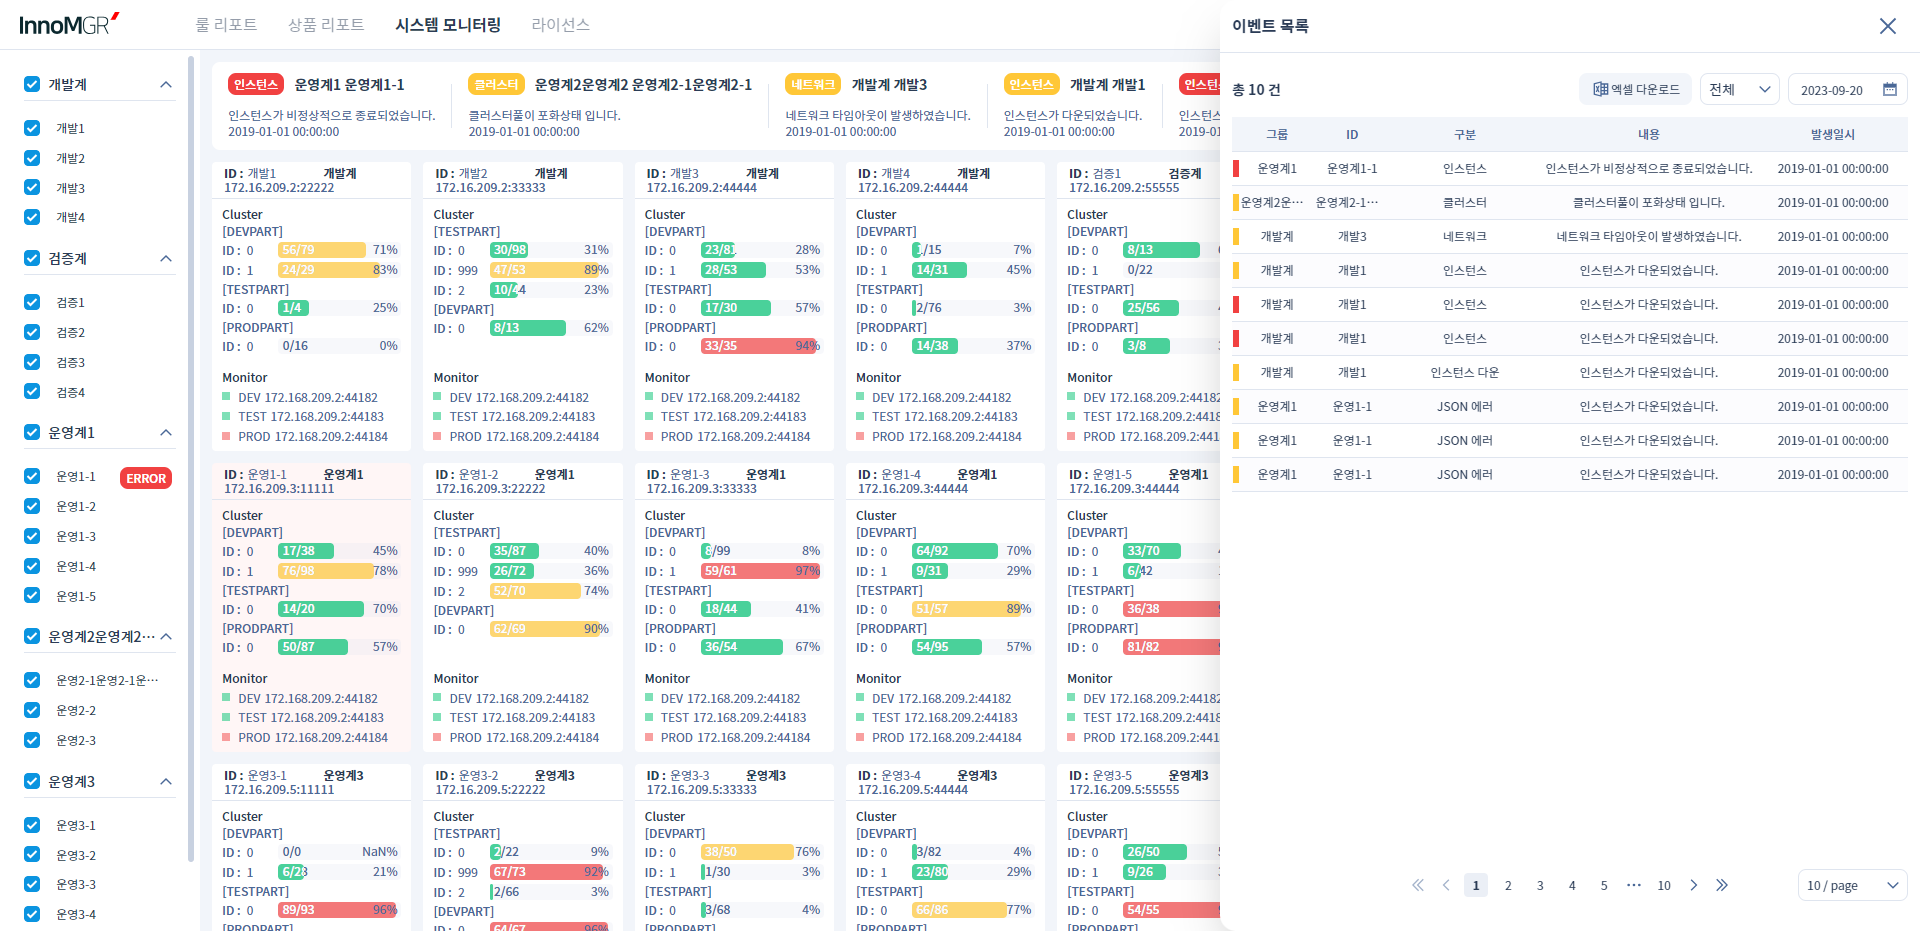 InnoMGR
룰 리포트
상품 리포트
시스템 모니터링
라이선스
개발계
개발1
개발2
개발3
개발4
검증계
검증1
검증2
검증3
검증4
운영계1
운영1-1
ERROR
운영1-2
운영1-3
운영1-4
운영1-5
운영계2운영계2···
운영2-1운영2-1운···
운영2-2
운영2-3
운영계3
운영3-1
운영3-2
운영3-3
운영3-4
인스턴스 운영계1 운영계1-1
인스턴스가 비정상적으로 종료되었습니다.
2019-01-01 00:00:00
클러스터 운영계2운영계2 운영계2-1운영계2-1
클러스터풀이 포화상태 입니다.
2019-01-01 00:00:00
네트워크 개발계 개발3
네트워크 타임아웃이 발생하였습니다.
2019-01-01 00:00:00
인스턴스 개발계 개발1
인스턴스가 다운되었습니다.
2019-01-01 00:00:00
ID : 개발1 개발계
172.16.209.2:22222
Cluster
[DEVPART]
ID : 0 56/79 71%
ID : 1 24/29 83%
[TESTPART]
ID : 0 1/4 25%
[PRODPART]
ID : 0 0/16 0%
Monitor
DEV 172.168.209.2:44182
TEST 172.168.209.2:44183
PROD 172.168.209.2:44184
ID : 개발2 개발계
172.16.209.2:33333
Cluster
[TESTPART]
ID : 0 30/98 31%
ID : 999 47/53 89%
ID : 2 10/44 23%
[DEVPART]
ID : 0 8/13 62%
Monitor
DEV 172.168.209.2:44182
TEST 172.168.209.2:44183
PROD 172.168.209.2:44184
ID : 개발3 개발계
172.16.209.2:44444
Cluster
[DEVPART]
ID : 0 23/81 28%
ID : 1 28/53 53%
[TESTPART]
ID : 0 17/30 57%
[PRODPART]
ID : 0 33/35 94%
Monitor
DEV 172.168.209.2:44182
TEST 172.168.209.2:44183
PROD 172.168.209.2:44184
ID : 개발4 개발계
172.16.209.2:44444
Cluster
[DEVPART]
ID : 0 1/15 7%
ID : 1 14/31 45%
[TESTPART]
ID : 0 2/76 3%
[PRODPART]
ID : 0 14/38 37%
Monitor
DEV 172.168.209.2:44182
TEST 172.168.209.2:44183
PROD 172.168.209.2:44184
ID : 검증1 검증계
172.16.209.2:55555
Cluster
[DEVPART]
ID : 0 8/13
ID : 1 0/22
[TESTPART]
ID : 0 25/56
[PRODPART]
ID : 0 3/8
Monitor
DEV 172.168.209.2:44182
TEST 172.168.209.2:4418
PROD 172.168.209.2:441
ID : 운영1-1 운영계1
172.16.209.3:11111
Cluster
[DEVPART]
ID : 0 17/38 45%
ID : 1 76/98 78%
[TESTPART]
ID : 0 14/20 70%
[PRODPART]
ID : 0 50/87 57%
Monitor
DEV 172.168.209.2:44182
TEST 172.168.209.2:44183
PROD 172.168.209.2:44184
ID : 운영1-2 운영계1
172.16.209.3:22222
Cluster
[TESTPART]
ID : 0 35/87 40%
ID : 999 26/72 36%
ID : 2 52/70 74%
[DEVPART]
ID : 0 62/69 90%
Monitor
DEV 172.168.209.2:44182
TEST 172.168.209.2:44183
PROD 172.168.209.2:44184
ID : 운영1-3 운영계1
172.16.209.3:33333
Cluster
[DEVPART]
ID : 0 8/99 8%
ID : 1 59/61 97%
[TESTPART]
ID : 0 18/44 41%
[PRODPART]
ID : 0 36/54 67%
Monitor
DEV 172.168.209.2:44182
TEST 172.168.209.2:44183
PROD 172.168.209.2:44184
ID : 운영1-4 운영계1
172.16.209.3:44444
Cluster
[DEVPART]
ID : 0 64/92 70%
ID : 1 9/31 29%
[TESTPART]
ID : 0 51/57 89%
[PRODPART]
ID : 0 54/95 57%
Monitor
DEV 172.168.209.2:44182
TEST 172.168.209.2:44183
PROD 172.168.209.2:44184
ID : 운영1-5 운영계1
172.16.209.3:44444
Cluster
[DEVPART]
ID : 0 33/70
ID : 1 6/42
[TESTPART]
ID : 0 36/38
[PRODPART]
ID : 0 81/82
Monitor
DEV 172.168.209.2:44182
TEST 172.168.209.2:4418
PROD 172.168.209.2:441
ID : 운영3-1 운영계3
172.16.209.5:11111
Cluster
[DEVPART]
ID : 0 0/0 NaN%
ID : 1 6/28 21%
[TESTPART]
ID : 0 89/93 96%
[PRODPART]
ID : 운영3-2 운영계3
172.16.209.5:22222
Cluster
[TESTPART]
ID : 0 2/22 9%
ID : 999 67/73 92%
ID : 2 2/66 3%
[DEVPART]
ID : 0 64/67 96%
ID : 운영3-3 운영계3
172.16.209.5:33333
Cluster
[DEVPART]
ID : 0 38/50 76%
ID : 1 1/30 3%
[TESTPART]
ID : 0 3/68 4%
[PRODPART]
ID : 운영3-4 운영계3
172.16.209.5:44444
Cluster
[DEVPART]
ID : 0 3/82 4%
ID : 1 23/80 29%
[TESTPART]
ID : 0 66/86 77%
[PRODPART]
ID : 운영3-5 운영계3
172.16.209.5:55555
Cluster
[DEVPART]
ID : 0 26/50
ID : 1 9/26
[TESTPART]
ID : 0 54/55
[PRODPART]
이벤트 목록
총 10 건
엑셀 다운로드
전체
2023-09-20
그룹 ID 구분 내용 발생일시
운영계1 운영계1-1 인스턴스 인스턴스가 비정상적으로 종료되었습니다. 2019-01-01 00:00:00
운영계2운··· 운영계2-1··· 클러스터 클러스터풀이 포화상태 입니다. 2019-01-01 00:00:00
개발계 개발3 네트워크 네트워크 타임아웃이 발생하였습니다. 2019-01-01 00:00:00
개발계 개발1 인스턴스 인스턴스가 다운되었습니다. 2019-01-01 00:00:00
개발계 개발1 인스턴스 인스턴스가 다운되었습니다. 2019-01-01 00:00:00
개발계 개발1 인스턴스 인스턴스가 다운되었습니다. 2019-01-01 00:00:00
개발계 개발1 인스턴스 다운 인스턴스가 다운되었습니다. 2019-01-01 00:00:00
운영계1 운영1-1 JSON 에러 인스턴스가 다운되었습니다. 2019-01-01 00:00:00
운영계1 운영1-1 JSON 에러 인스턴스가 다운되었습니다. 2019-01-01 00:00:00
운영계1 운영1-1 JSON 에러 인스턴스가 다운되었습니다. 2019-01-01 00:00:00
1 2 3 4 5 ··· 10
10 / page